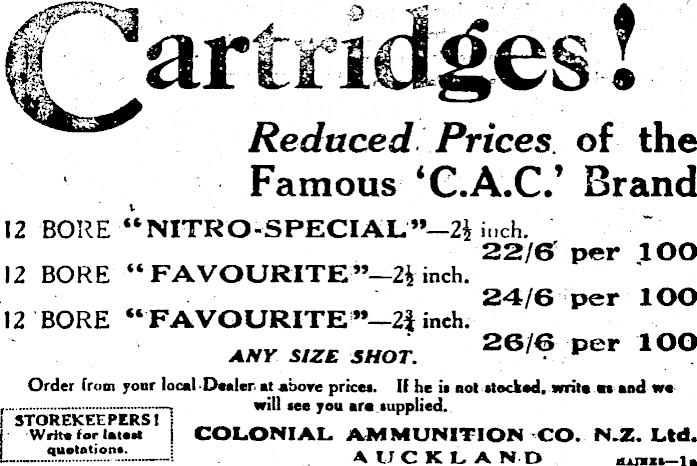 Cartridges!
Reduced Prices of the
Famous 'C.A.C.' Brand
12 BORE "NITRO-SPECIAL"—2½ inch.
22/6 per 100
12 BORE "FAVOURITE"—2½ inch.
24/6 per 100
12 BORE "FAVOURITE"—2¾ inch.
26/6 per 100
ANY SIZE SHOT.
Order from your local Dealer at above prices. If he is not stocked, write us and we
will see you are supplied.
STOREKEEPERS!
Write for latest
quotations.
COLONIAL AMMUNITION CO. N.Z. Ltd.
AUCKLAND